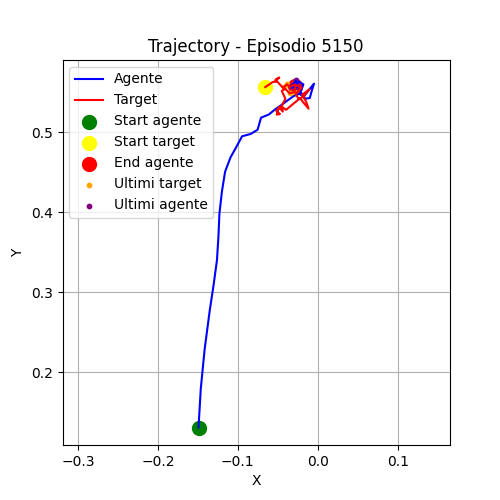 Trajectory - Episodio 5150
Agente
Target
Start agente
Start target
End agente
Ultimi target
Ultimi agente
Y
0.5
0.4
0.3
0.2
−0.3
−0.2
−0.1
0.0
0.1
X